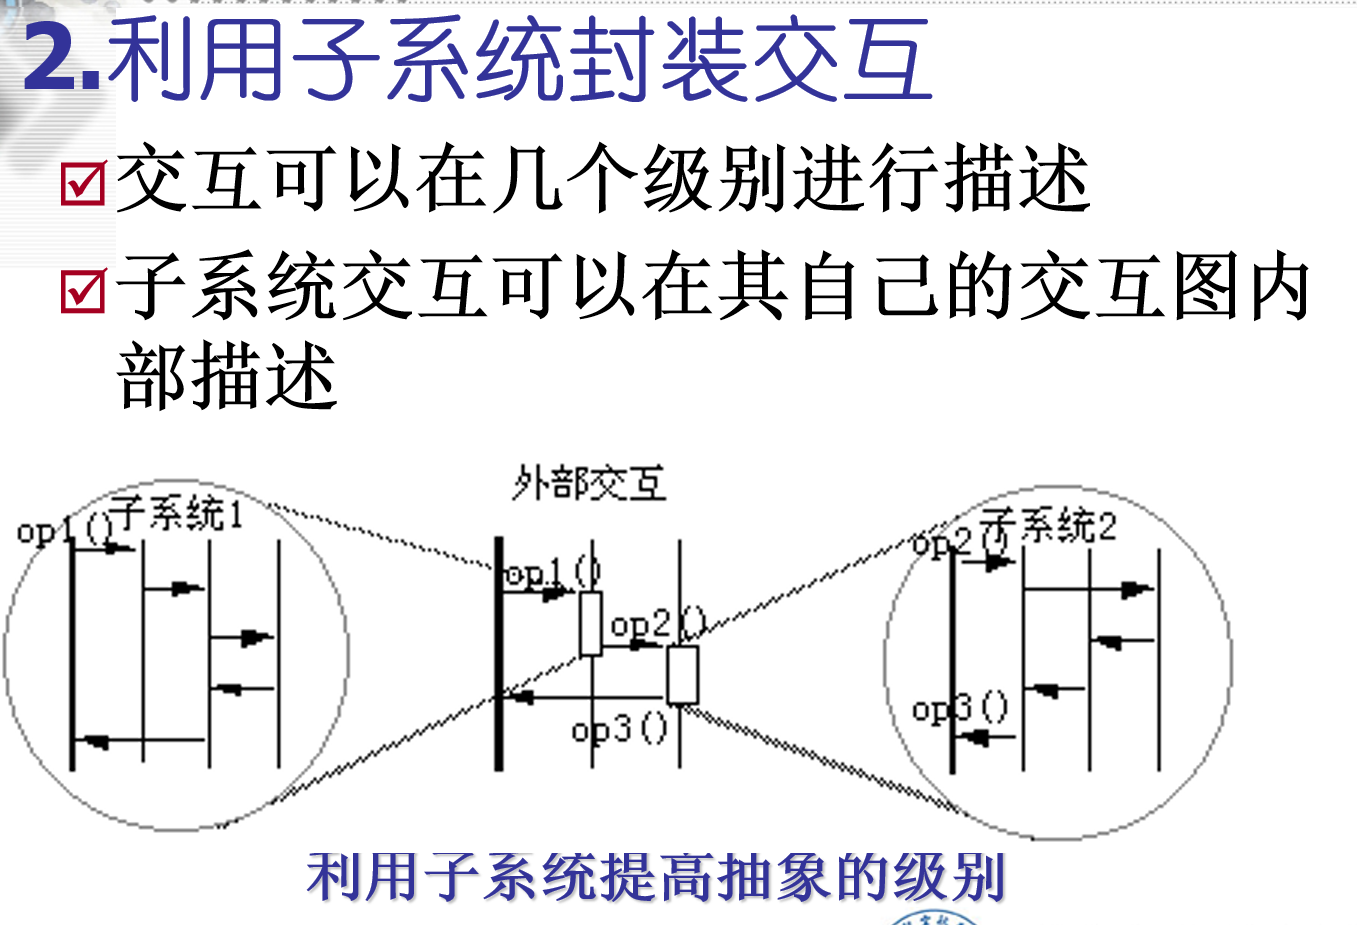 2.利用子系统封装交互
交互可以在几个级别进行描述
子系统交互可以在其自己的交互图内
部描述
外部交互
子系统1
op1()
op1()
op2()
op3()
子系统2
op2()
op3()
利用子系统提高抽象的级别